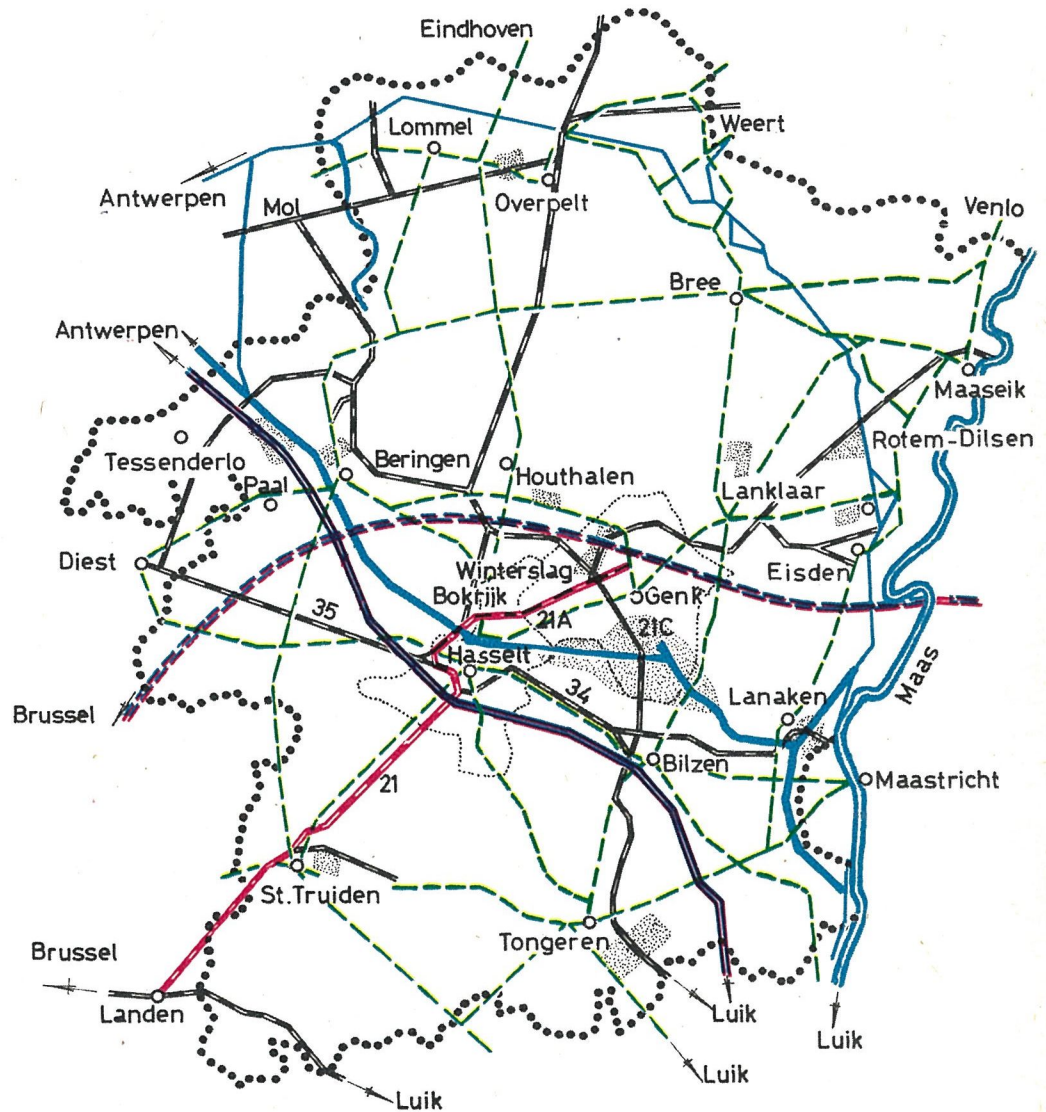 Eindhoven
Weert
Lommel
Antwerpen
Overpelt
Mol
Venlo
Bree
Antwerpen
Maaseik
Rotem-Dilsen
Tessenderlo
Beringen
Houthalen
Paal
Lanklaar
Diest
Winterslag
Eisden
Bokrijk
Genk
35
21A
21C
Hasselt
34
Lanaken
Maas
Brussel
Bilzen
21
Maastricht
St.Truiden
Tongeren
Brussel
Landen
Luik
Luik
Luik
Luik
Luik